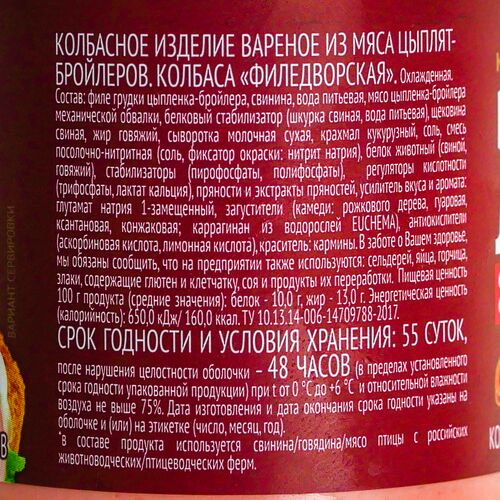 КОЛБАСНОЕ ИЗДЕЛИЕ ВАРЕНОЕ ИЗ МЯСА ЦЫПЛЯТ-
БРОЙЛЕРОВ. КОЛБАСА «ФИЛЕДВОРСКАЯ». Охлажденная.
Состав: филе грудки цыпленка-бройлера, свинина, вода питьевая, мясо цыпленка-бройлера
механической обвалки, белковый стабилизатор (шкурка свиная, вода питьевая), щековина
свиная, жир говяжий, сыворотка молочная сухая, крахмал кукурузный, соль, смесь
посолочно-нитритная (соль, фиксатор окраски: нитрит натрия), белок животный (свиной,
говяжий), стабилизаторы (пирофосфаты, полифосфаты), регуляторы кислотности
(трифосфаты, лактат кальция), пряности и экстракты пряностей, усилитель вкуса и аромата:
глутамат натрия 1-замещенный, загустители (камеди: рожкового дерева, гуаровая,
ксантановая, конжаковая; каррагинан из водорослей EUCHEMA), антиокислители
(аскорбиновая кислота, лимонная кислота), краситель: кармины. В заботе о Вашем здоровье,
мы обязаны сообщить, что на предприятии также используются: сельдерей, яйца, горчица,
злаки, содержащие глютен и клетчатку, соя и продукты их переработки. Пищевая ценность
100 г продукта (средние значения): белок - 10,0 г, жир - 13,0 г. Энергетическая ценность
(калорийность): 650,0 кДж/ 160,0 ккал. ТУ 10.13.14-006-14709788-2017.
СРОК ГОДНОСТИ И УСЛОВИЯ ХРАНЕНИЯ: 55 СУТОК,
после нарушения целостности оболочки – 48 ЧАСОВ (в пределах установленного
срока годности упакованной продукции) при t от 0 °С до +6 °С и относительной влажности
воздуха не выше 75%. Дата изготовления и дата окончания срока годности указаны на
оболочке и (или) на этикетке (число, месяц, год).
*в составе продукта используется свинина/говядина/мясо птицы с российских
животноводческих/птицеводческих ферм.
ВАРИАНТ СЕРВИРОВКИ
В
КО